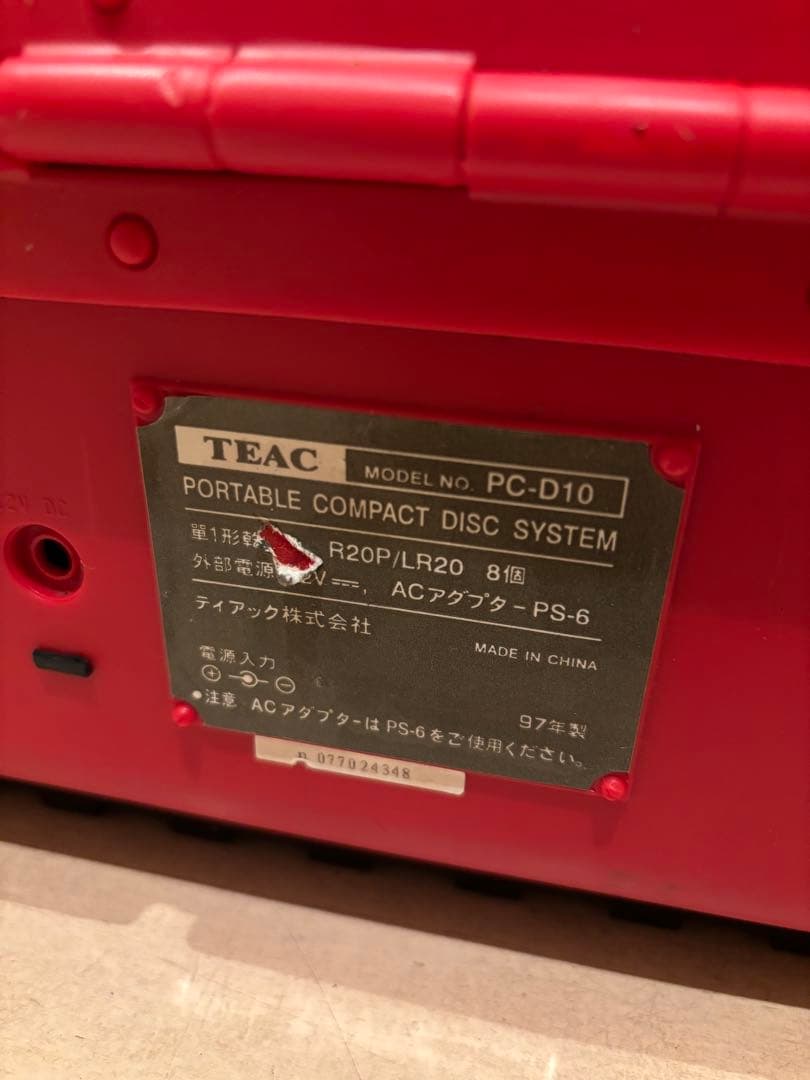 TEAC MODEL NO. PC-D10
PORTABLE COMPACT DISC SYSTEM
單1形 R20P/LR20 8個
外部電源 2V ⎓, ACアダプターPS-6
ティアック株式会社
MADE IN CHINA
電源入力
⊕ ⊖
97年製
●注意 ACアダプターはPS-6をご使用ください。
077024348
2V DC